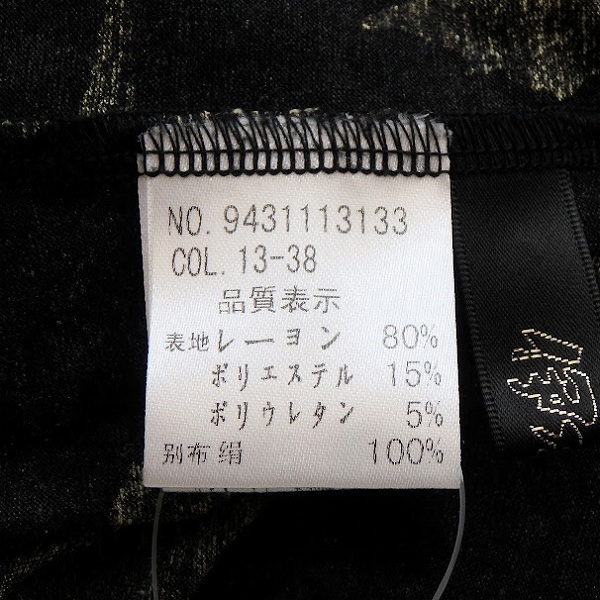 NO. 9431113133
COL. 13-38
品質表示
表地 レーヨン 80%
ポリエステル 15%
ポリウレタン 5%
別布 絹 100%